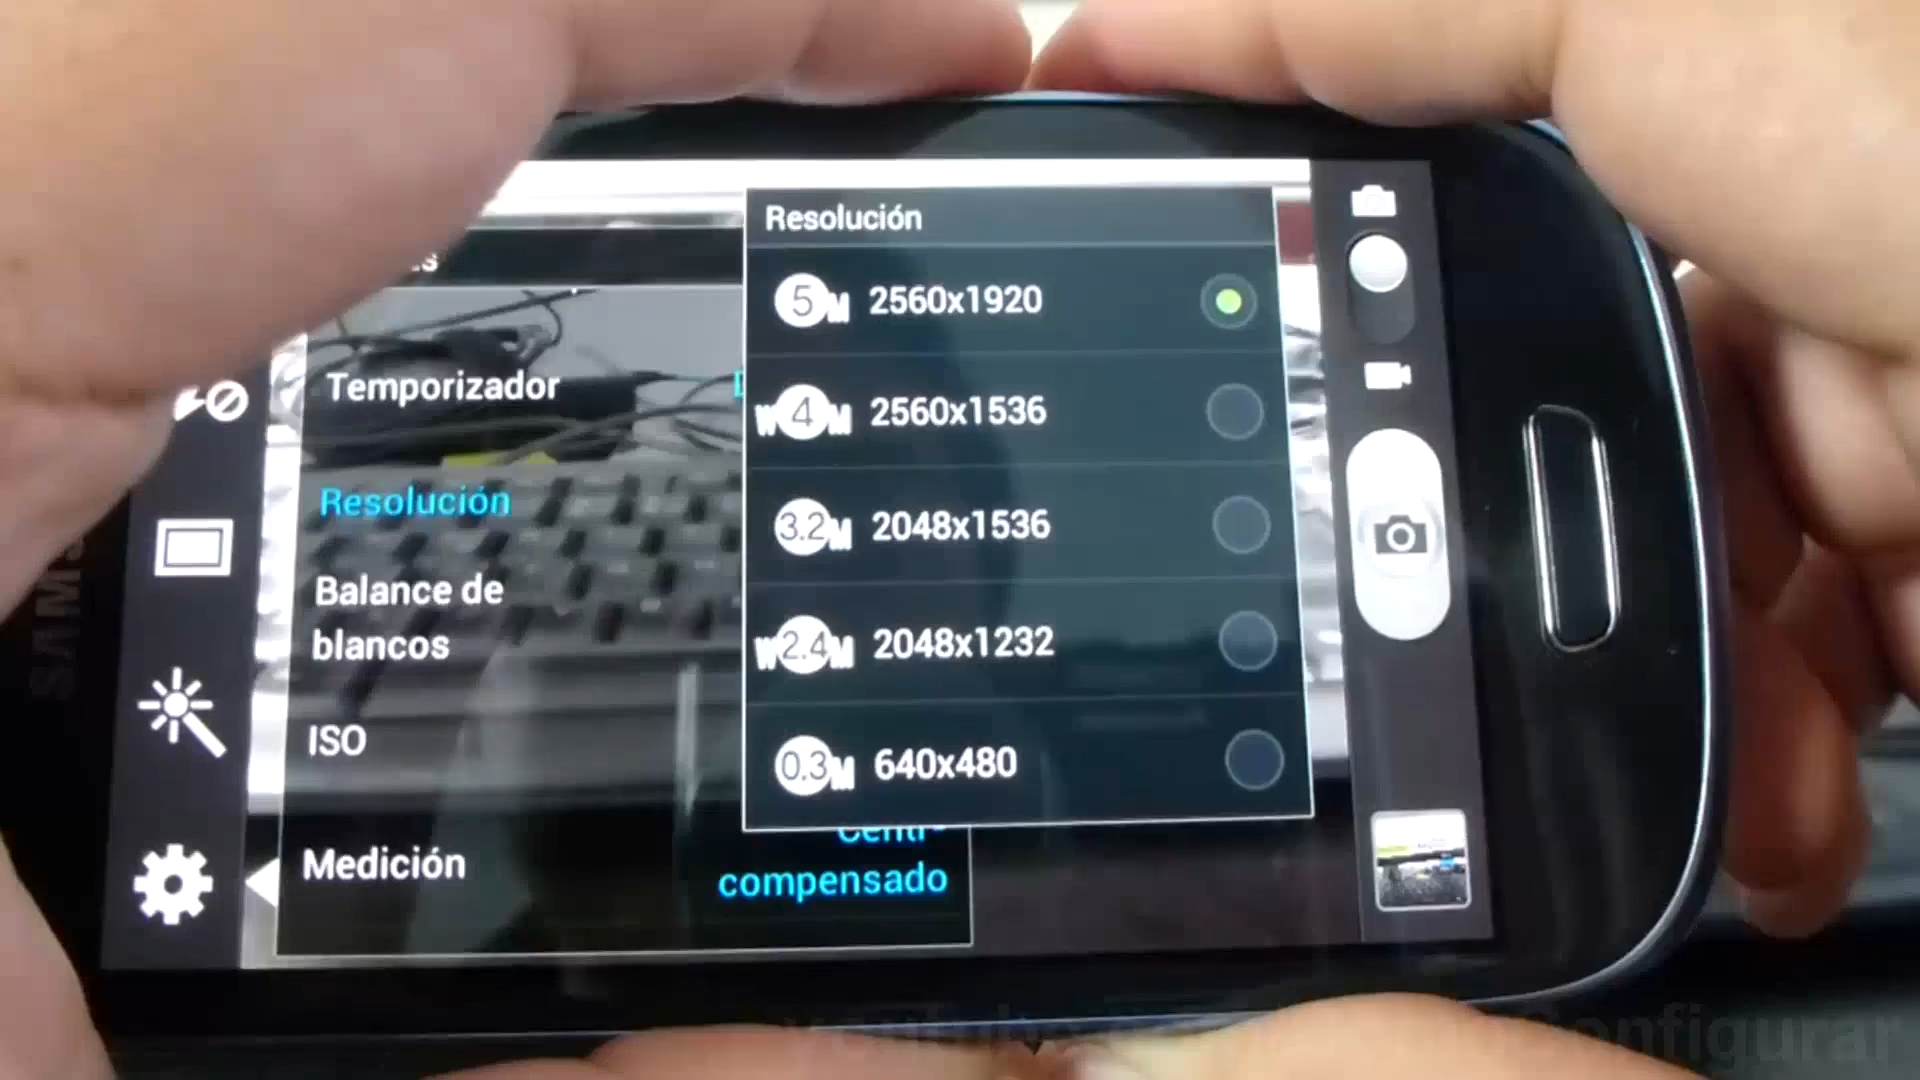 Resolución
5M 2560x1920
W4M 2560x1536
3.2M 2048x1536
W2.4M 2048x1232
0.3M 640x480
Temporizador
Resolución
Balance de
blancos
ISO
Medición
compensado